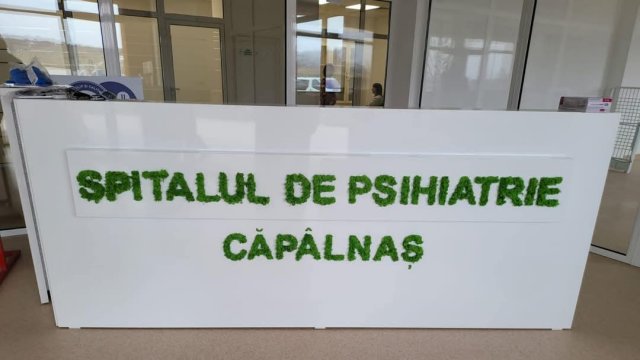 SPITALUL DE PSIHIATRIE
CĂPÂLNAȘ